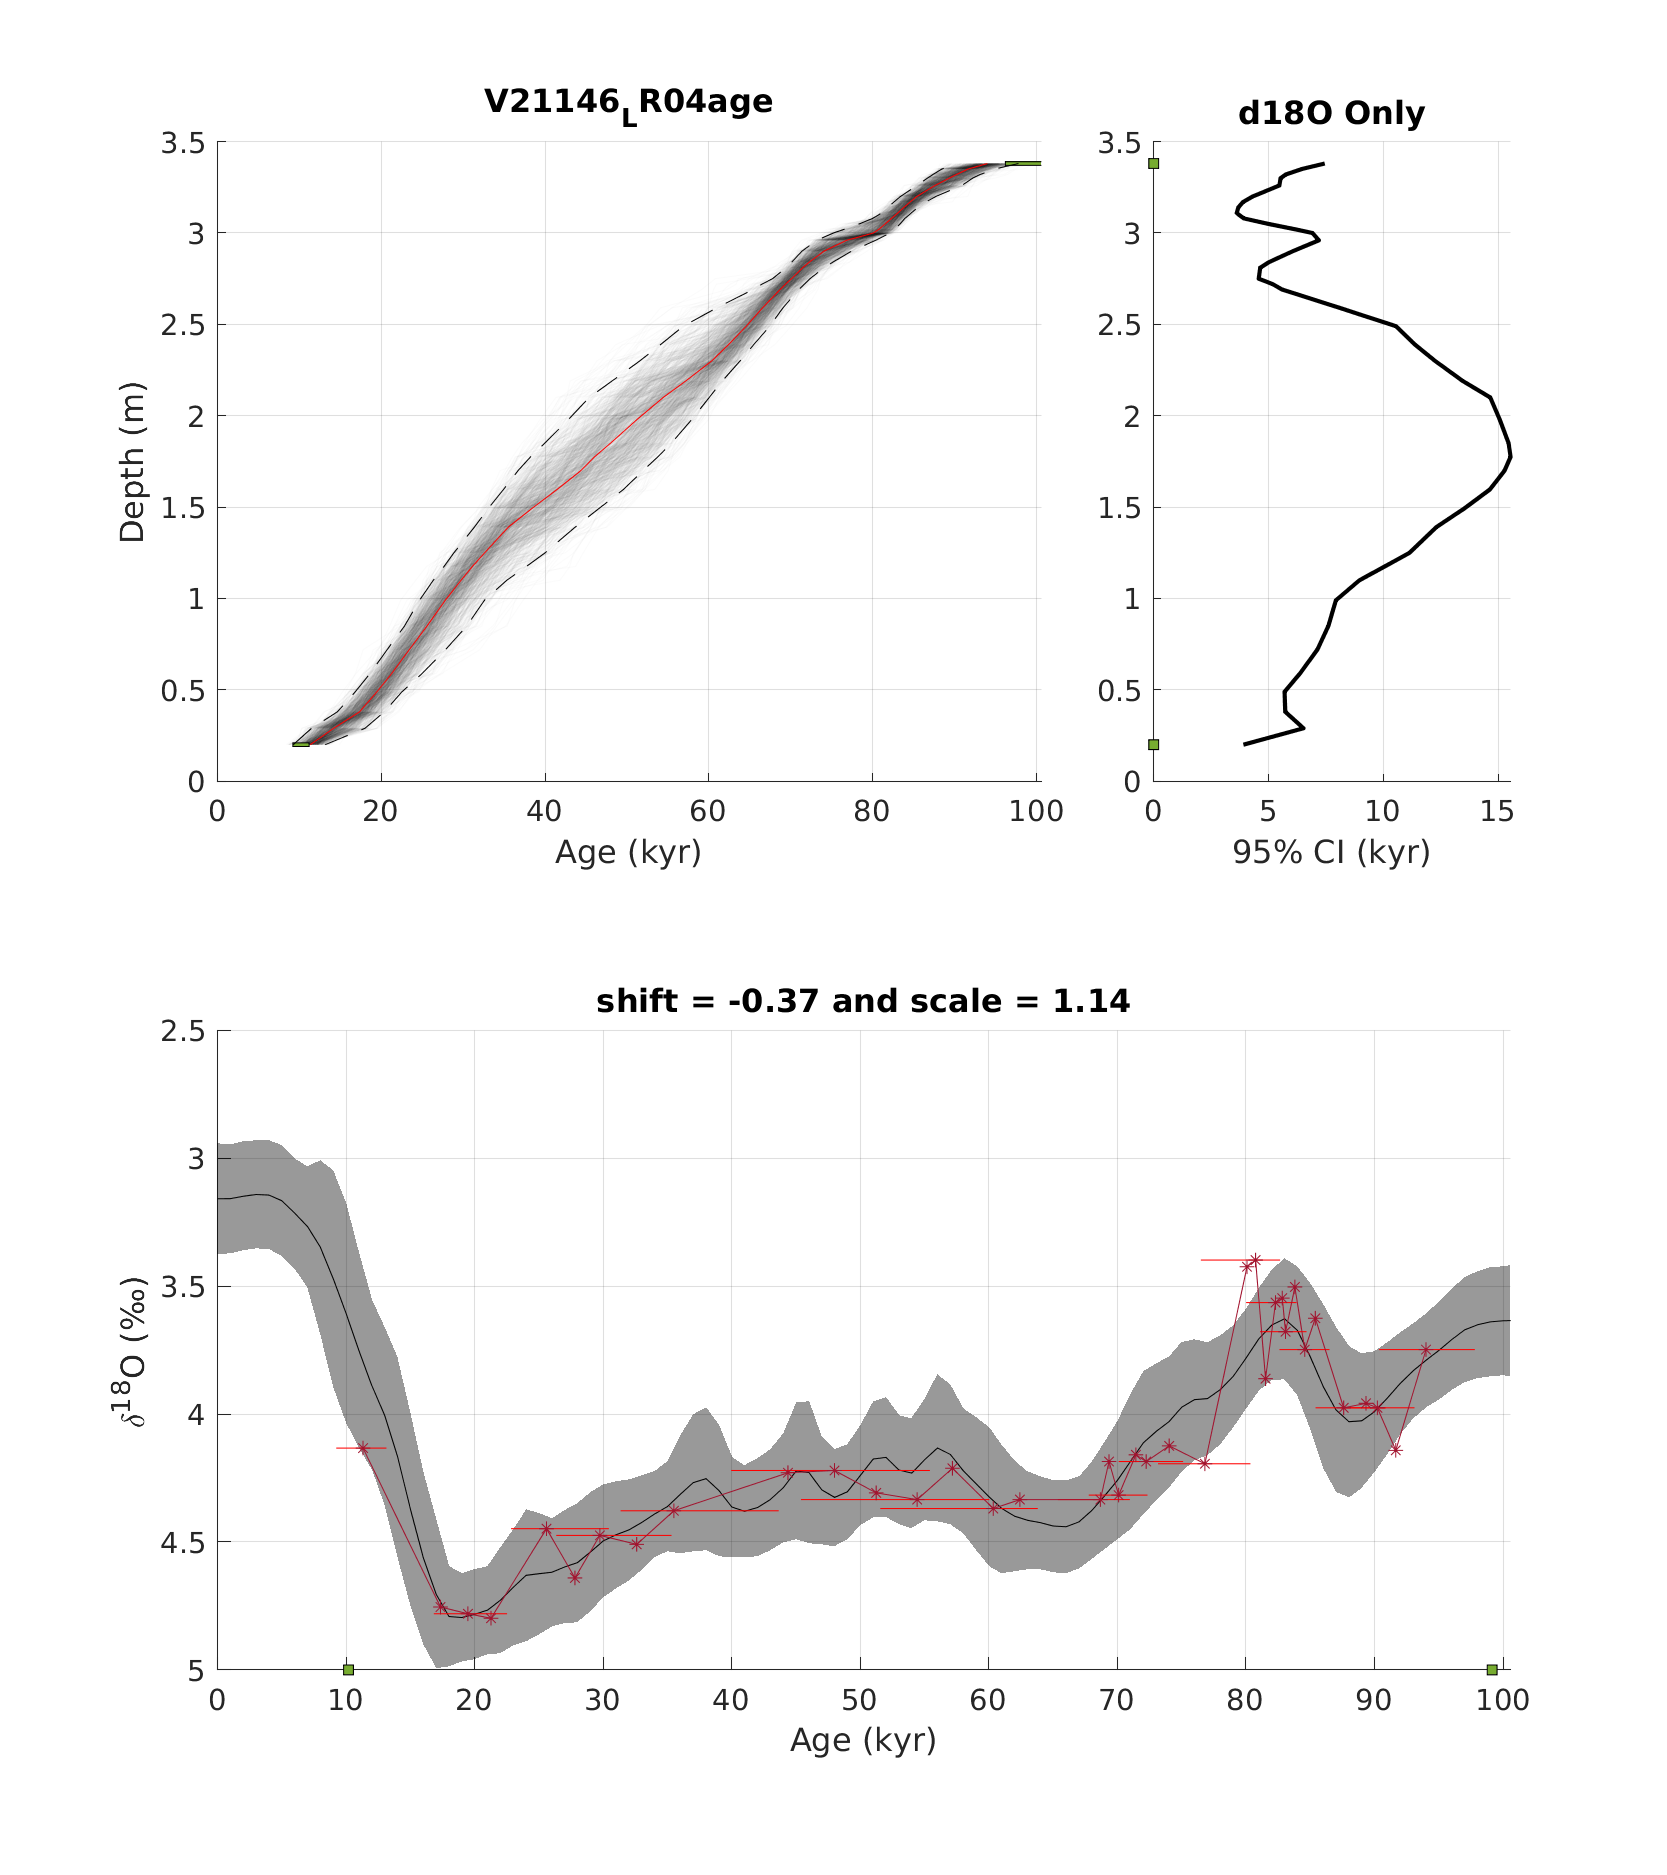 V21146LR04age
d18O Only
3.5
3
2.5
2
1.5
1
0.5
0
Depth (m)
0 20 40 60 80 100
Age (kyr)
3.5
3
2.5
2
1.5
1
0.5
0
0 5 10 15
95% CI (kyr)
shift = -0.37 and scale = 1.14
2.5
3
3.5
4
4.5
5
δ18O (‰)
0 10 20 30 40 50 60 70 80 90 100
Age (kyr)